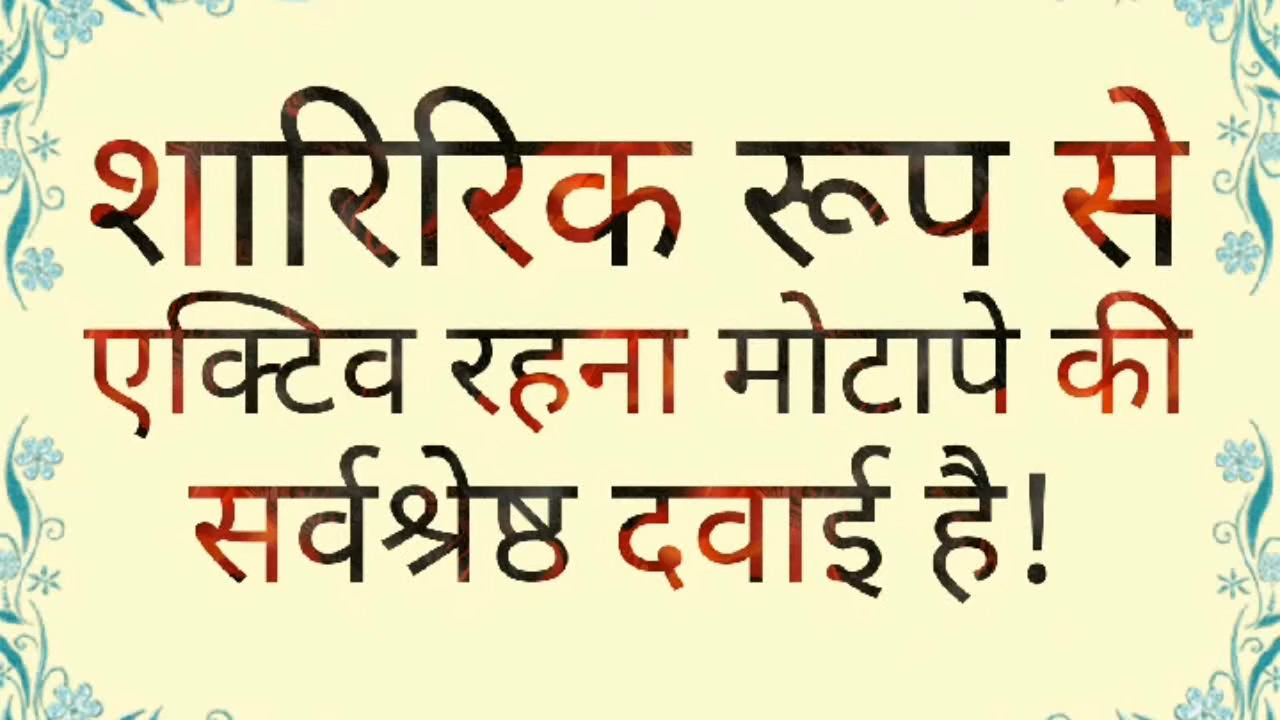 शारिरिक रूप से
एक्टिव रहना मोटापे की
सर्वश्रेष्ठ दवाई है!